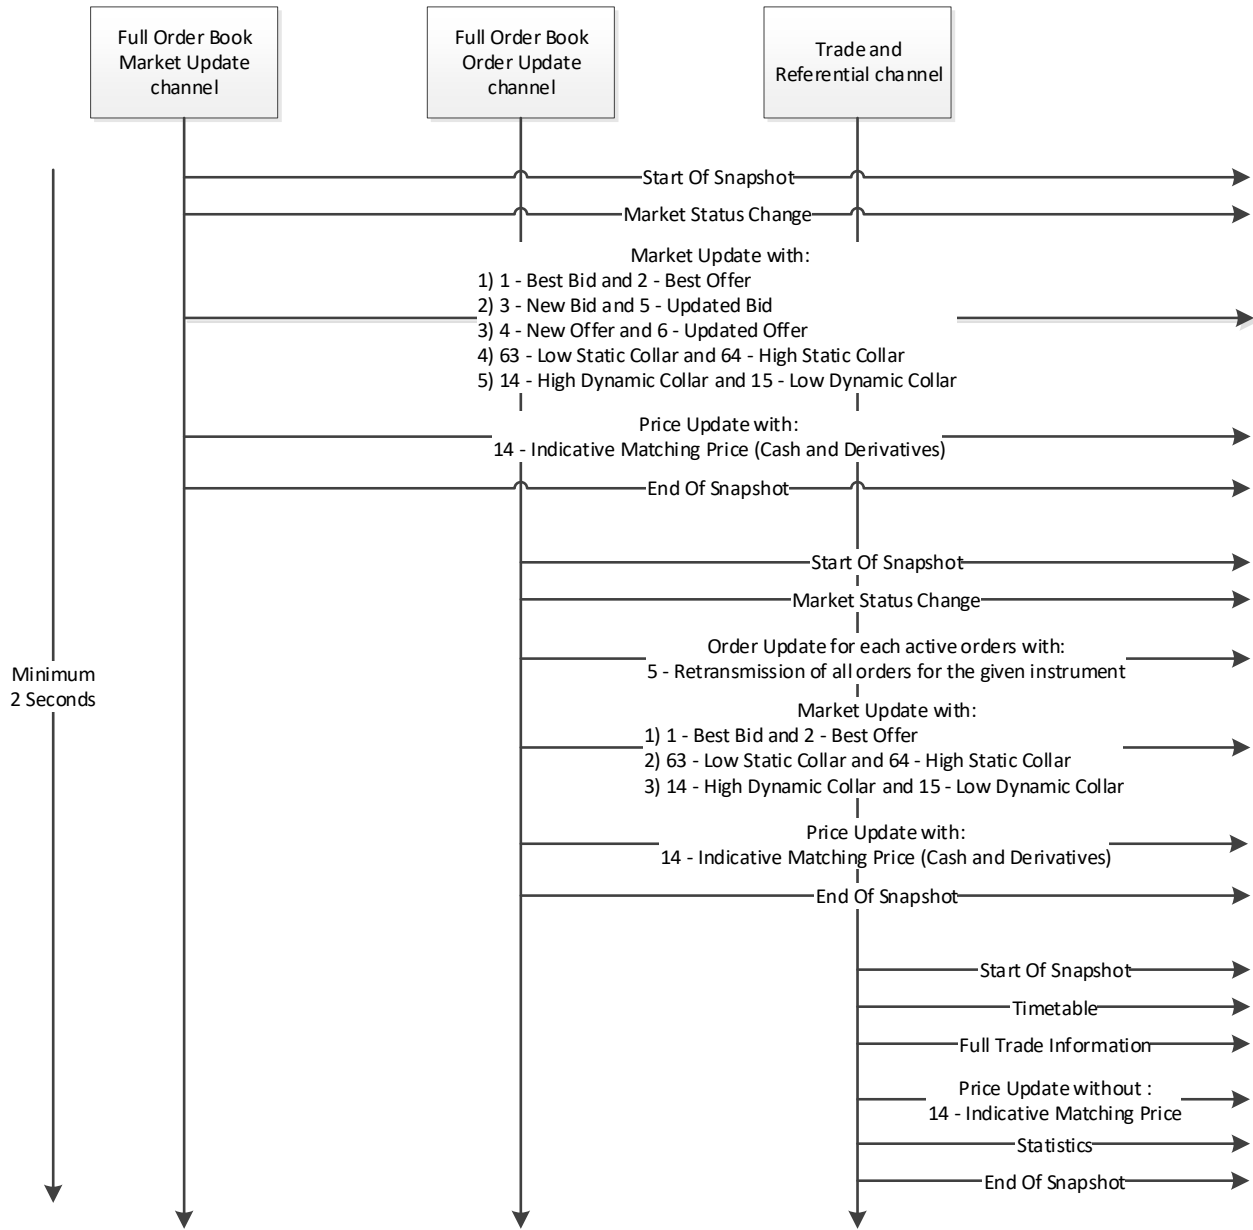 Full Order Book
Market Update
channel
Full Order Book
Order Update
channel
Trade and
Referential channel
Start Of Snapshot
Market Status Change
Market Update with:
1) 1 - Best Bid and 2 - Best Offer
2) 3 - New Bid and 5 - Updated Bid
3) 4 - New Offer and 6 - Updated Offer
4) 63 - Low Static Collar and 64 - High Static Collar
5) 14 - High Dynamic Collar and 15 - Low Dynamic Collar
Price Update with:
14 - Indicative Matching Price (Cash and Derivatives)
End Of Snapshot
Start Of Snapshot
Market Status Change
Order Update for each active orders with:
5 - Retransmission of all orders for the given instrument
Minimum
2 Seconds
Market Update with:
1) 1 - Best Bid and 2 - Best Offer
2) 63 - Low Static Collar and 64 - High Static Collar
3) 14 - High Dynamic Collar and 15 - Low Dynamic Collar
Price Update with:
14 - Indicative Matching Price (Cash and Derivatives)
End Of Snapshot
Start Of Snapshot
Timetable
Full Trade Information
Price Update without :
14 - Indicative Matching Price
Statistics
End Of Snapshot